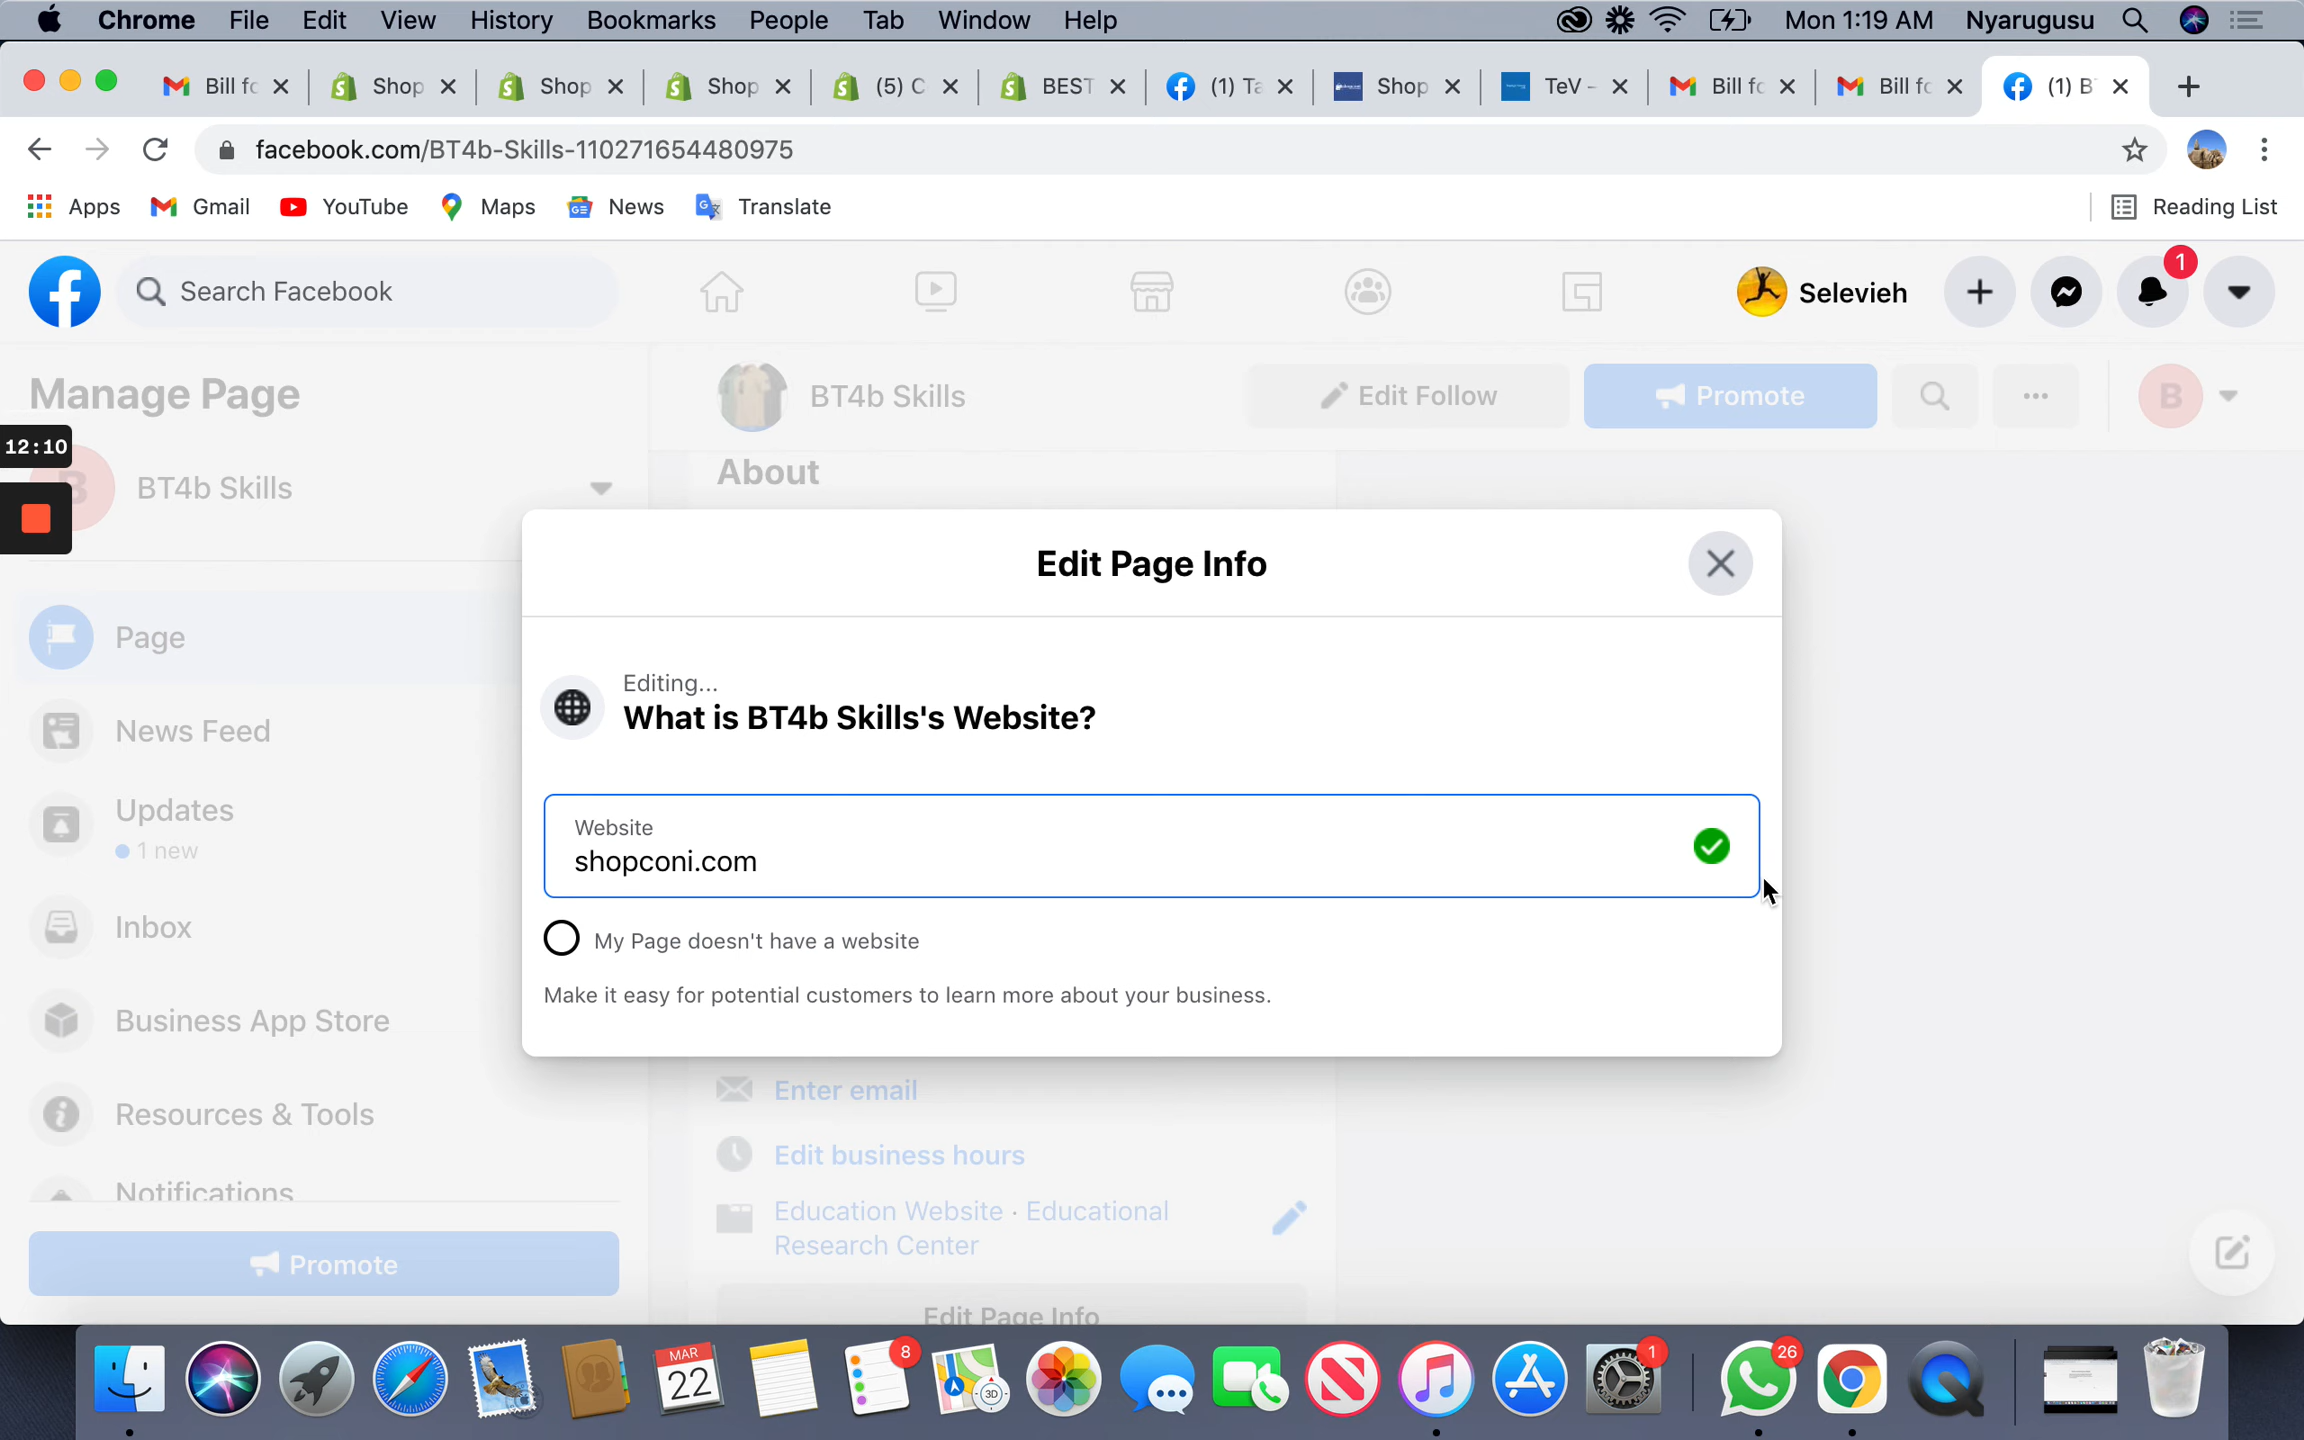 Chrome File Edit View History Bookmarks People Tab Window Help Mon 1:19 AM Nyarugusu
Bill fo Shop Shop Shop (5) C BEST (1) Ta Shop TeV - Bill fo Bill fo (1) B
facebook.com/BT4b-Skills-110271654480975
Apps Gmail YouTube Maps News Translate Reading List
Search Facebook Selevieh 1
Manage Page
BT4b Skills Edit Follow Promote B
12:10
BT4b Skills
About
Edit Page Info
Page
Editing...
What is BT4b Skills's Website?
News Feed
Updates
1 new
Website
shopconi.com
Inbox
My Page doesn't have a website
Make it easy for potential customers to learn more about your business.
Business App Store
Enter email
Resources & Tools
Edit business hours
Notifications
Education Website · Educational
Research Center
Promote
Edit Page Info
MAR
22
8
3D
1
26